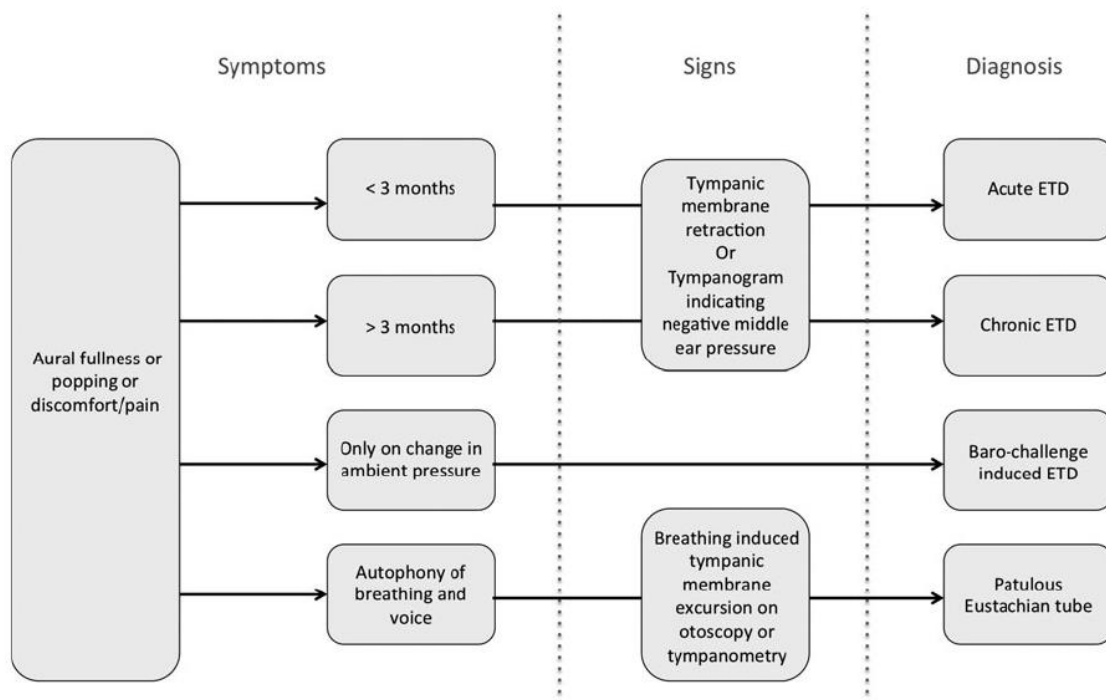 Symptoms
Signs
Diagnosis
Aural fullness or
popping or
discomfort/pain
< 3 months
> 3 months
Only on change in
ambient pressure
Autophony of
breathing and
voice
Tympanic
membrane
retraction
Or
Tympanogram
indicating
negative middle
ear pressure
Breathing induced
tympanic
membrane
excursion on
otoscopy or
tympanometry
Acute ETD
Chronic ETD
Baro-challenge
induced ETD
Patulous
Eustachian tube